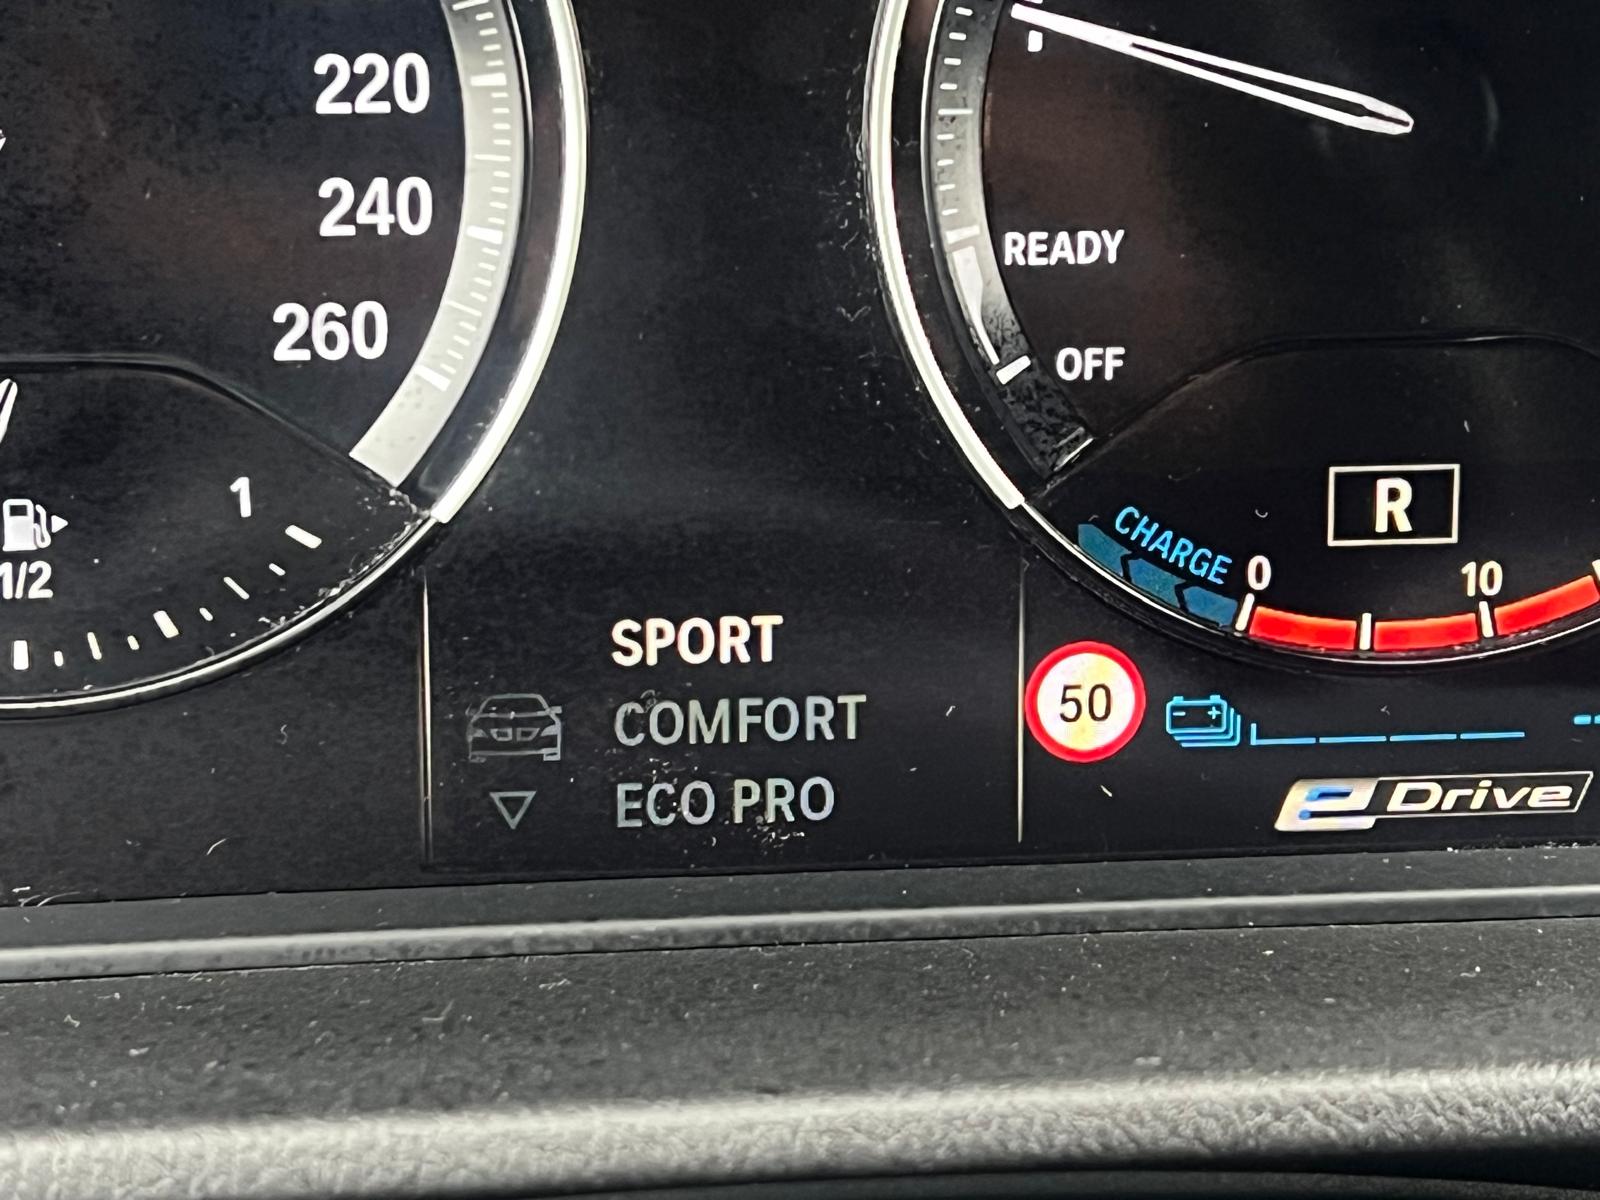 220
240
260
1
1/2
READY
OFF
R
CHARGE
0
10
SPORT
COMFORT
ECO PRO
50
eDrive